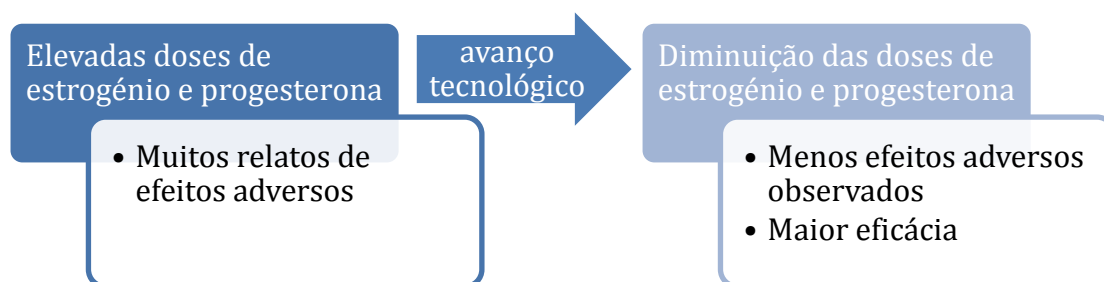 Elevadas doses de
estrogénio e progesterona
• Muitos relatos de
efeitos adversos
avanço
tecnológico
Diminuição das doses de
estrogénio e progesterona
• Menos efeitos adversos
observados
• Maior eficácia